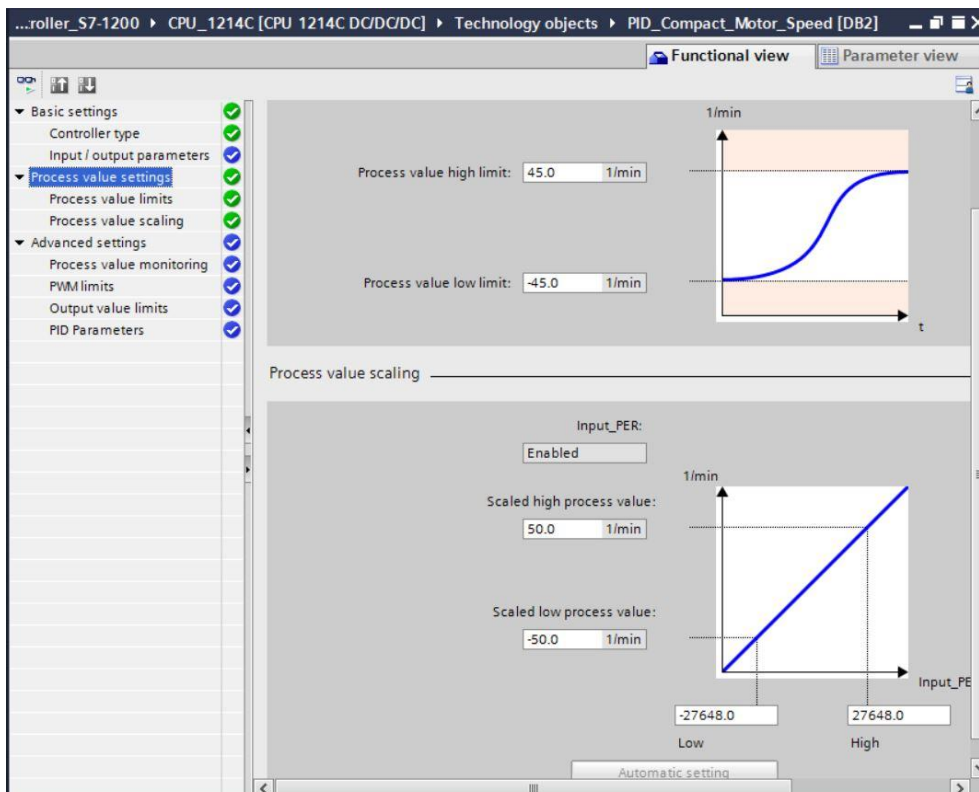 ...roller_S7-1200 ▸ CPU_1214C [CPU 1214C DC/DC/DC] ▸ Technology objects ▸ PID_Compact_Motor_Speed [DB2]
Functional view
Parameter view
Basic settings
Controller type
Input / output parameters
Process value settings
Process value limits
Process value scaling
Advanced settings
Process value monitoring
PWM limits
Output value limits
PID Parameters
1/min
Process value high limit: 45.0 1/min
Process value low limit: -45.0 1/min
t
Process value scaling
Input_PER:
Enabled
1/min
Scaled high process value:
50.0 1/min
Scaled low process value:
-50.0 1/min
Input_PE
-27648.0 27648.0
Low High
Automatic setting